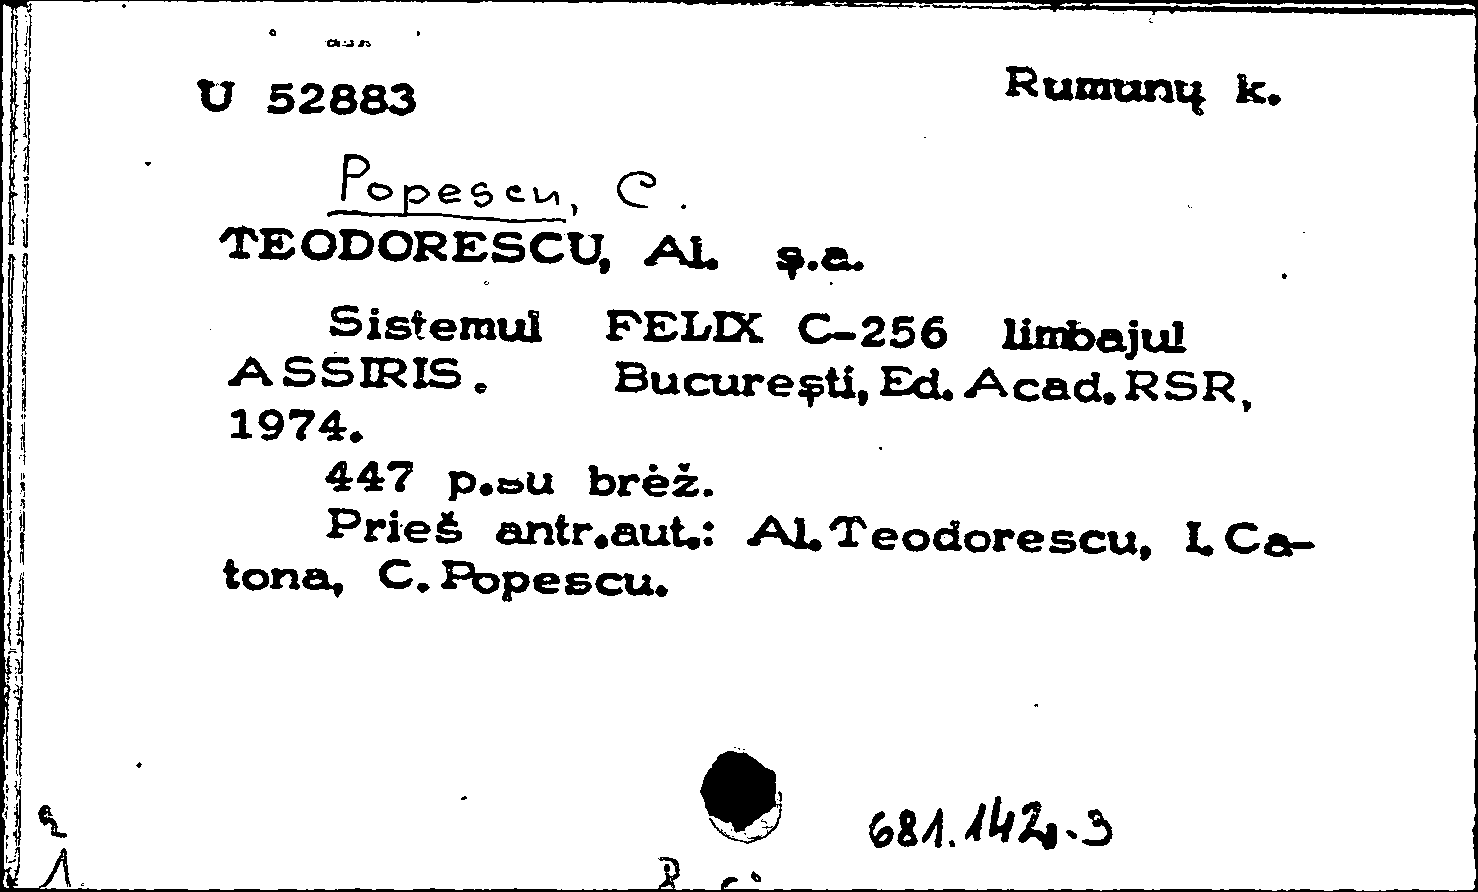 U 52883
Rumunų k.
Popescu, C.
TEODORESCU, Al. ş.a.
Sistemul FELIX C-256 limbajul
ASSIRIS. Bucureşti, Ed. Acad. RSR,
1974.
447 p.su brėž.
Prieš antr.aut.: Al. Teodorescu, I. Ca-
tona, C. Popescu.
681.142.3